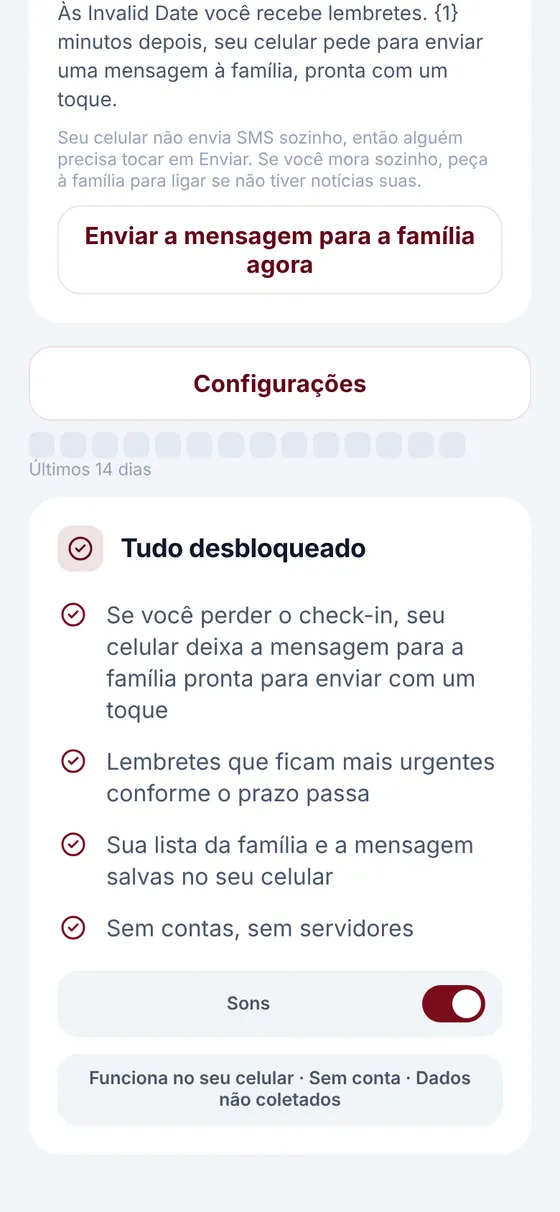 Às Invalid Date você recebe lembretes. {1}
minutos depois, seu celular pede para enviar
uma mensagem à família, pronta com um
toque.
Seu celular não envia SMS sozinho, então alguém
precisa tocar em Enviar. Se você mora sozinho, peça
à família para ligar se não tiver notícias suas.
Enviar a mensagem para a família
agora
Configurações
Últimos 14 dias
Tudo desbloqueado
Se você perder o check-in, seu
celular deixa a mensagem para a
família pronta para enviar com um
toque
Lembretes que ficam mais urgentes
conforme o prazo passa
Sua lista da família e a mensagem
salvas no seu celular
Sem contas, sem servidores
Sons
Funciona no seu celular · Sem conta · Dados
não coletados